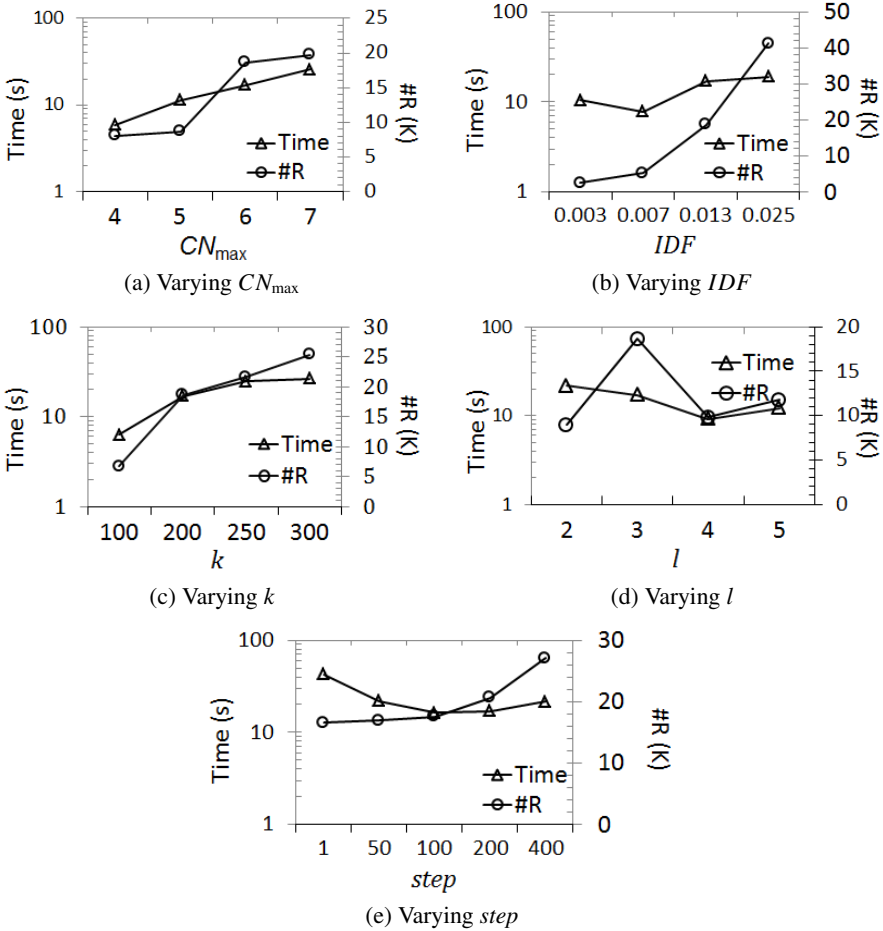 100
10
1
Time (s)
25
20
15
10
5
0
#R (K)
Time
#R
4 5 6 7
CNmax
(a) Varying CNmax
100
10
1
Time (s)
50
40
30
20
10
0
#R (K)
Time
#R
0.003 0.007 0.013 0.025
IDF
(b) Varying IDF
100
10
1
Time (s)
30
25
20
15
10
5
0
#R (K)
Time
#R
100 200 250 300
k
(c) Varying k
100
10
1
Time (s)
20
15
10
5
0
#R (K)
Time
#R
2 3 4 5
l
(d) Varying l
100
10
1
Time (s)
30
20
10
0
#R (K)
Time
#R
1 50 100 200 400
step
(e) Varying step